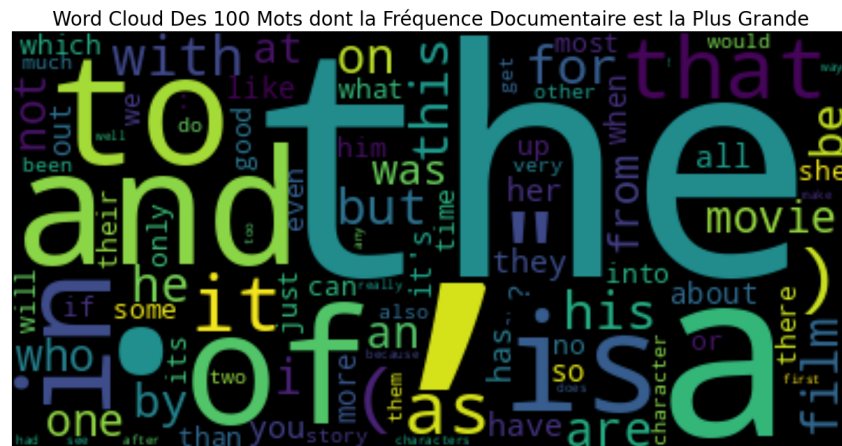 Word Cloud Des 100 Mots dont la Fréquence Documentaire est la Plus Grande
which
much
with
at
on
this
for
most
get
other
would
that
way
!
not
out
to
we
:
do
well
good
like
what
the
when
be
been
and
their
only
even
too
him
was
but
time
any
up
very
her
"
they
from
all
she
make
movie
will
he
if
in
some
it
just
can
really
it's
?
into
about
)
his
there
who
.
its
of
two
i
also
an
because
,
has
is
no
so
does
or
a
first
film
one
by
more
(
them
as
have
are
character
had
see
after
than
you
story
characters